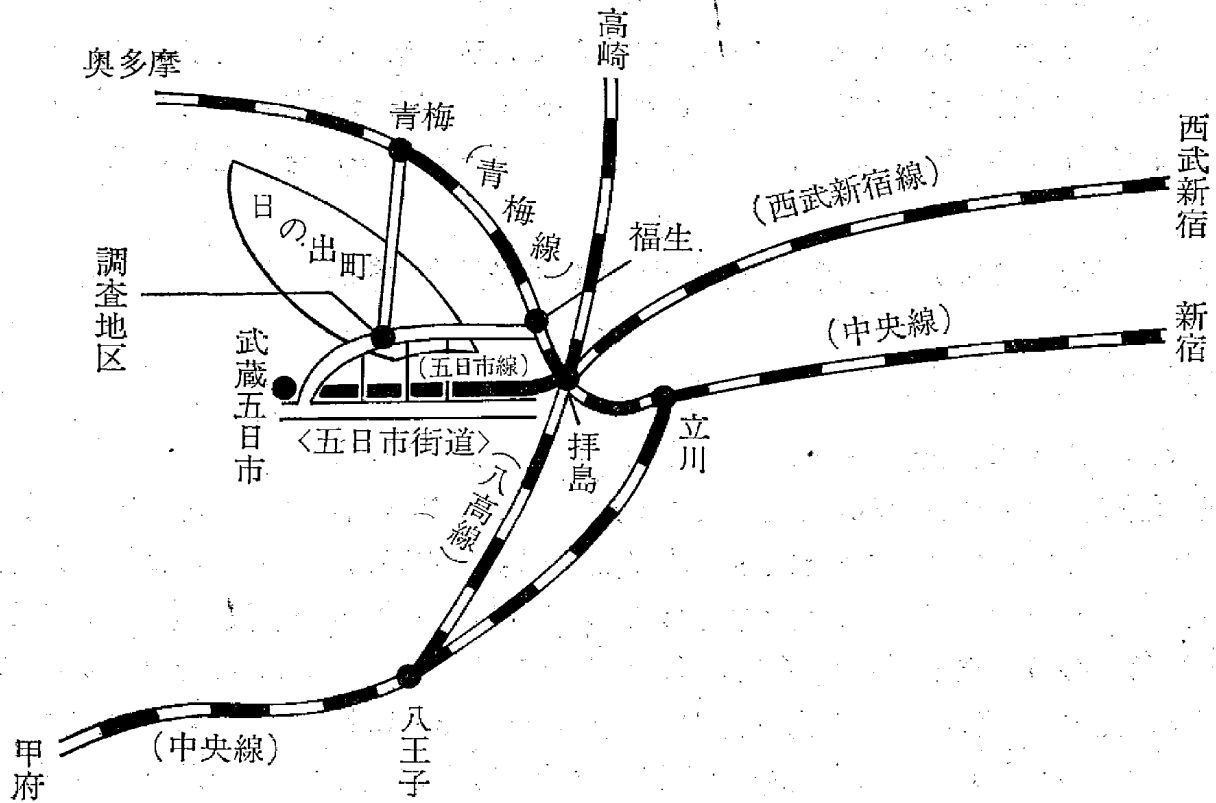 高崎
奥多摩
青梅
西武新宿
(青梅線)
(西武新宿線)
日の出町
福生
調査地区
新宿
(中央線)
武蔵五日市
(五日市線)
〈五日市街道〉
拝島
立川
(八高線)
八王子
(中央線)
甲府